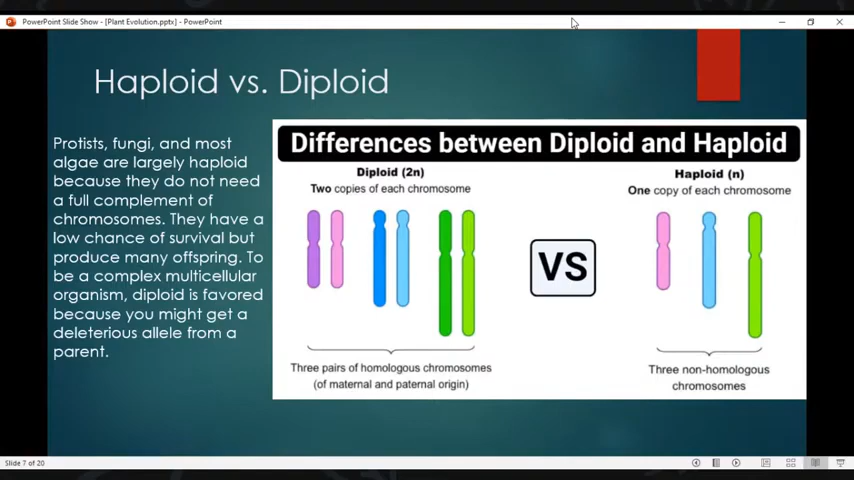 PowerPoint Slide Show - [Plant Evolution.pptx] - PowerPoint
Haploid vs. Diploid
Protists, fungi, and most
algae are largely haploid
because they do not need
a full complement of
chromosomes. They have a
low chance of survival but
produce many offspring. To
be a complex multicellular
organism, diploid is favored
because you might get a
deleterious allele from a
parent.
Differences between Diploid and Haploid
Diploid (2n)
Two copies of each chromosome
Three pairs of homologous chromosomes
(of maternal and paternal origin)
VS
Haploid (n)
One copy of each chromosome
Three non-homologous
chromosomes
Slide 7 of 20